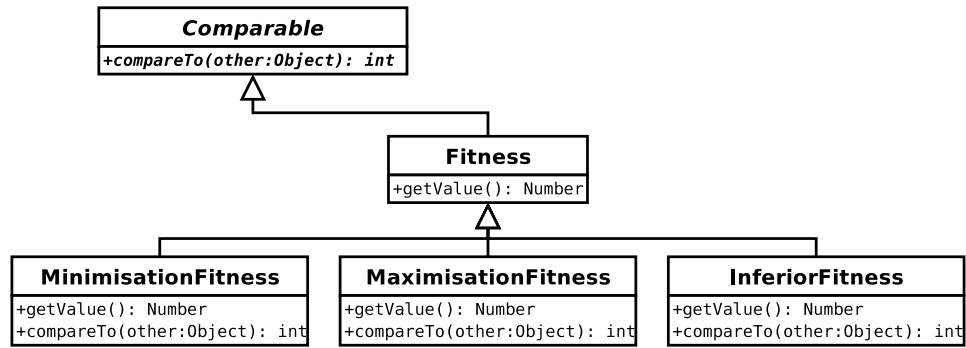 Comparable
+compareTo(other:Object): int
Fitness
+getValue(): Number
MinimisationFitness
+getValue(): Number
+compareTo(other:Object): int
MaximisationFitness
+getValue(): Number
+compareTo(other:Object): int
InferiorFitness
+getValue(): Number
+compareTo(other:Object): int